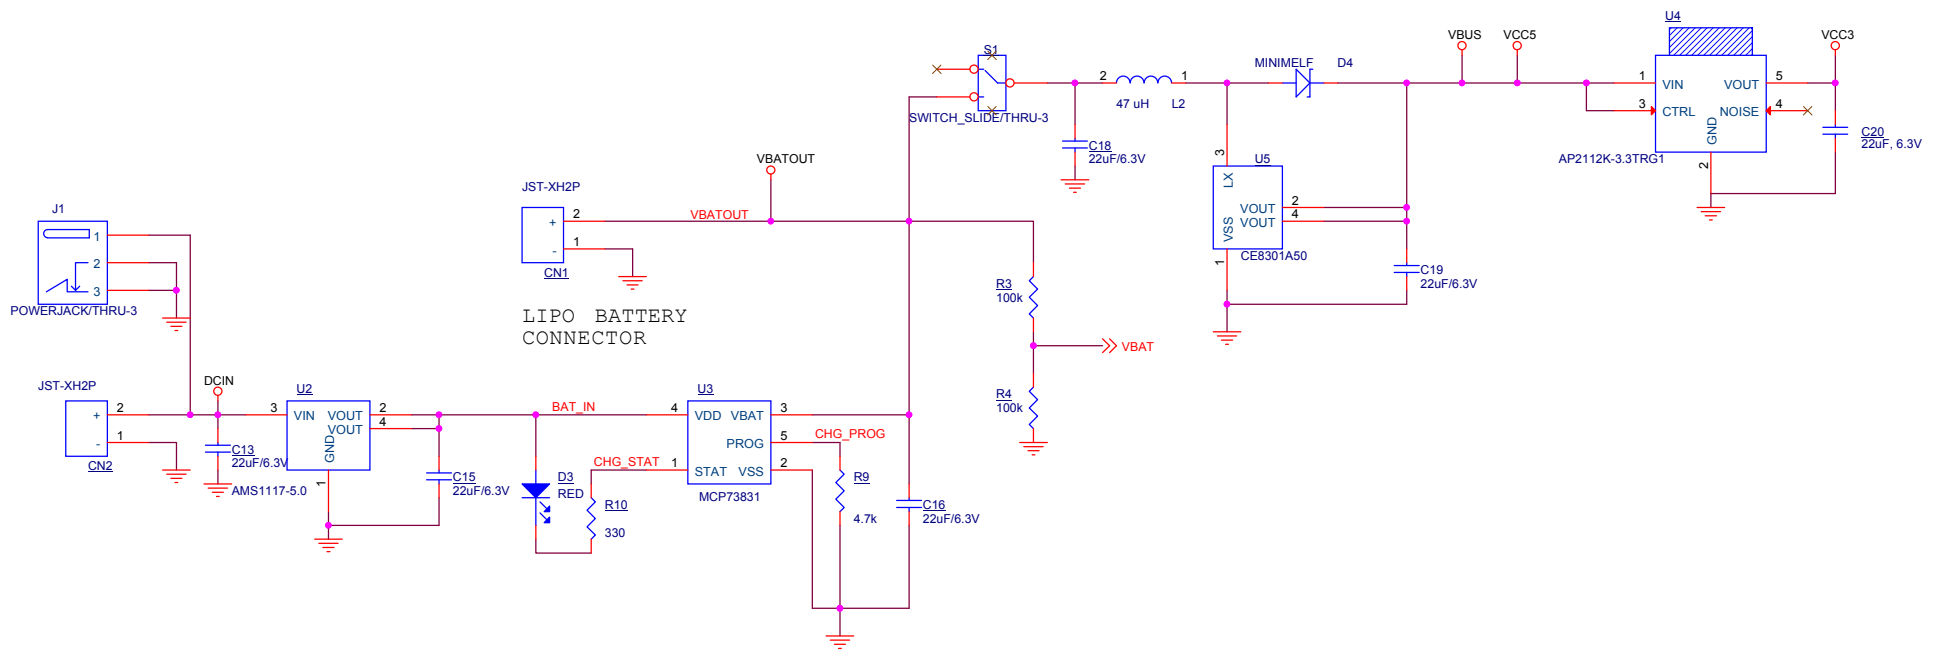 U4
VBUS
VCC5
VCC3
S1
MINIMELF
D4
1
VIN
VOUT
5
3
CTRL
NOISE
4
GND
2
AP2112K-3.3TRG1
C20
22uF, 6.3V
2
1
47 uH
L2
SWITCH_SLIDE/THRU-3
C18
22uF/6.3V
U5
3
LX
VOUT
2
VOUT
4
VSS
1
CE8301A50
C19
22uF/6.3V
VBATOUT
JST-XH2P
+
2
VBATOUT
-
1
CN1
LIPO BATTERY
CONNECTOR
J1
1
2
3
POWERJACK/THRU-3
R3
100k
VBAT
R4
100k
JST-XH2P
+
2
-
1
CN2
DCIN
C13
22uF/6.3V
U2
3
VIN
VOUT
2
VOUT
4
GND
1
AMS1117-5.0
C15
22uF/6.3V
BAT_IN
D3
RED
CHG_STAT
R10
330
U3
4
VDD
VBAT
3
PROG
5
1
STAT
VSS
2
MCP73831
CHG_PROG
R9
4.7k
C16
22uF/6.3V